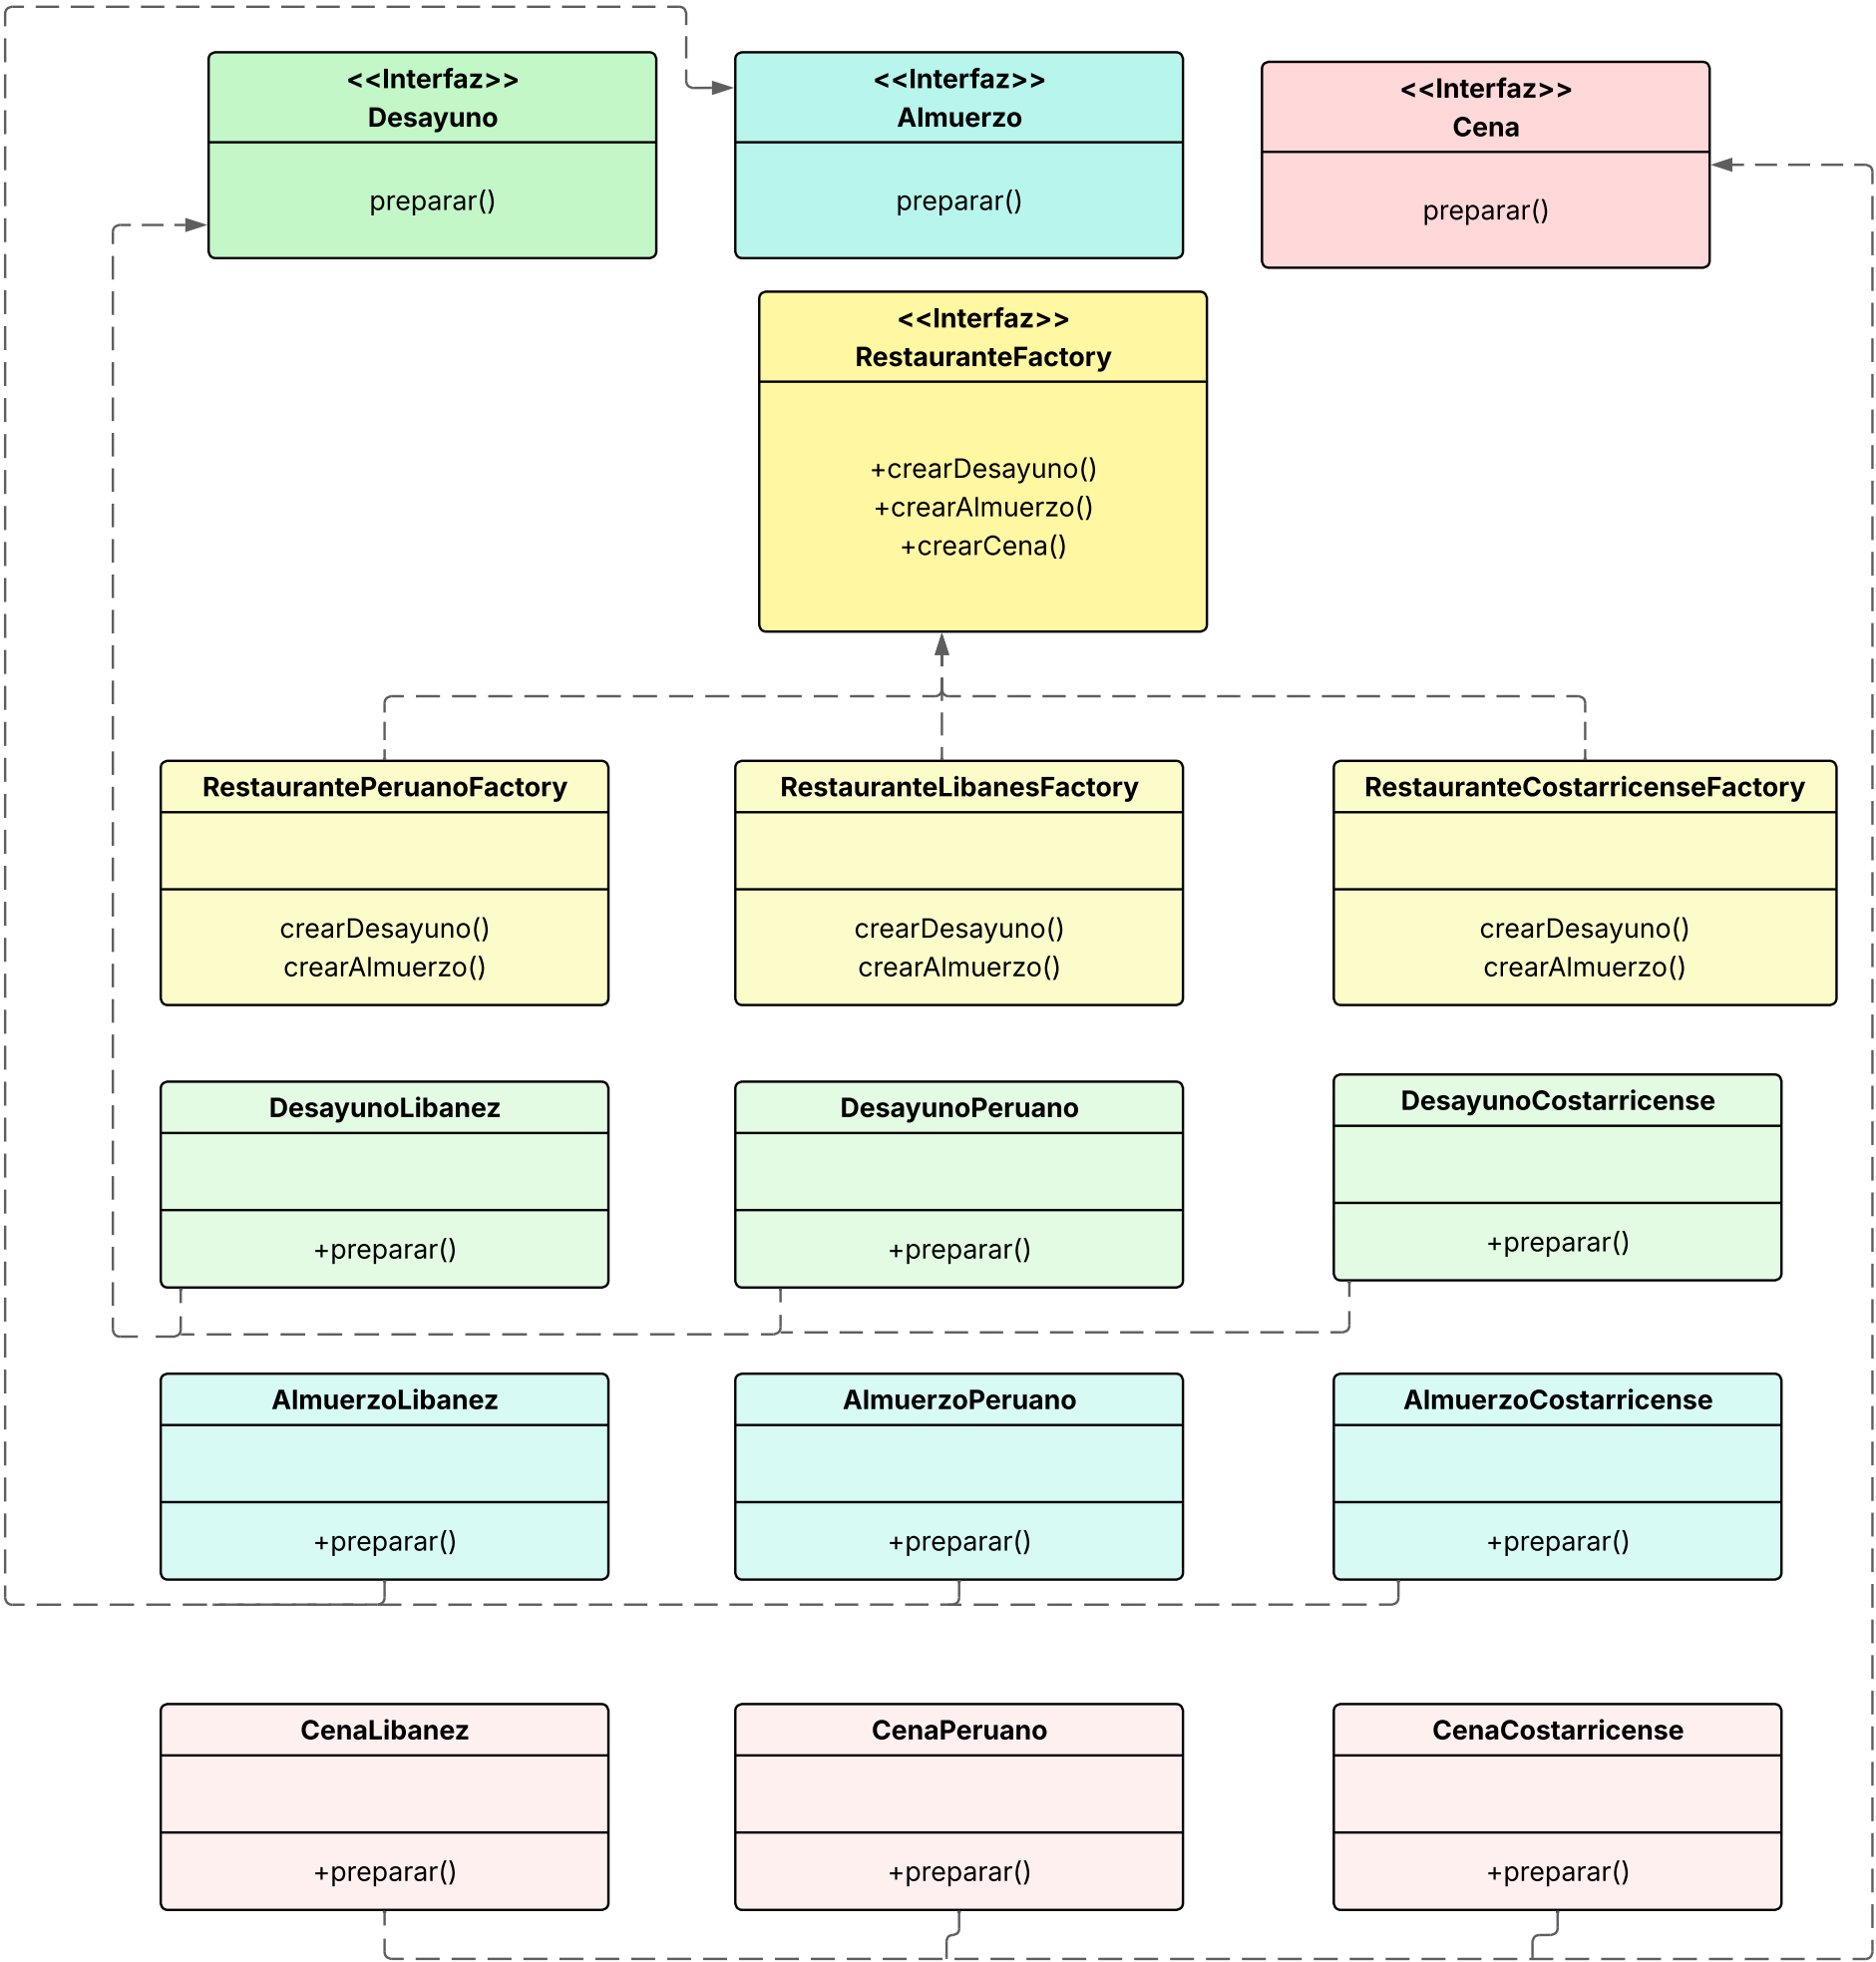 <<Interfaz>>
Desayuno
preparar()
<<Interfaz>>
Almuerzo
preparar()
<<Interfaz>>
Cena
preparar()
<<Interfaz>>
RestauranteFactory
+crearDesayuno()
+crearAlmuerzo()
+crearCena()
RestaurantePeruanoFactory
crearDesayuno()
crearAlmuerzo()
RestauranteLibanesFactory
crearDesayuno()
crearAlmuerzo()
RestauranteCostarricenseFactory
crearDesayuno()
crearAlmuerzo()
DesayunoLibanez
+preparar()
DesayunoPeruano
+preparar()
DesayunoCostarricense
+preparar()
AlmuerzoLibanez
+preparar()
AlmuerzoPeruano
+preparar()
AlmuerzoCostarricense
+preparar()
CenaLibanez
+preparar()
CenaPeruano
+preparar()
CenaCostarricense
+preparar()